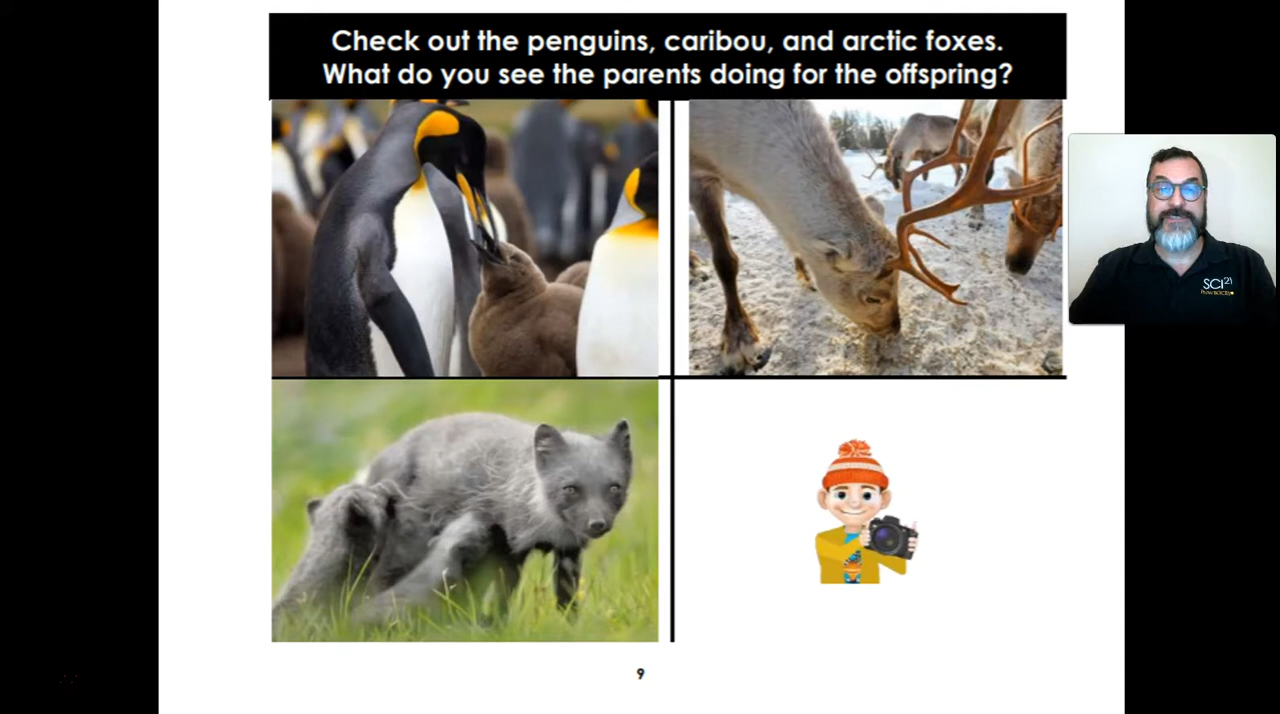 Check out the penguins, caribou, and arctic foxes.
What do you see the parents doing for the offspring?
SCI²¹
9